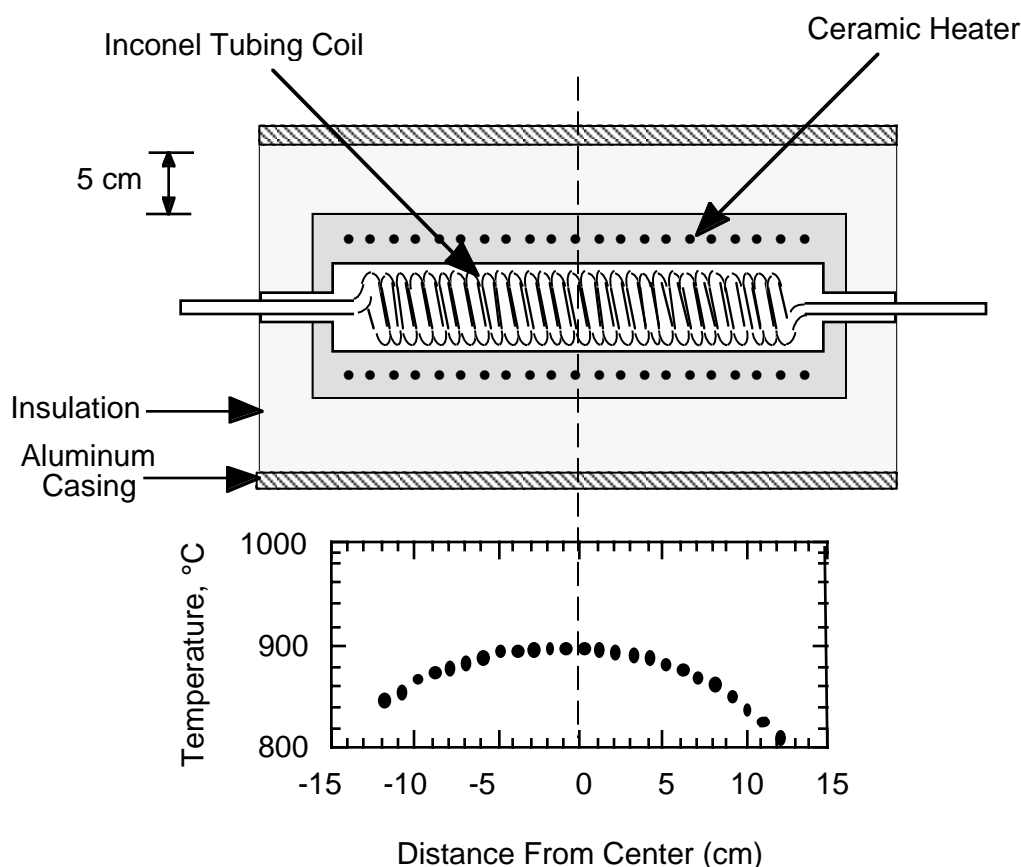 Ceramic Heater
Inconel Tubing Coil
5 cm
Insulation
Aluminum
Casing
Temperature, °C
1000
900
800
-15 -10 -5 0 5 10 15
Distance From Center (cm)